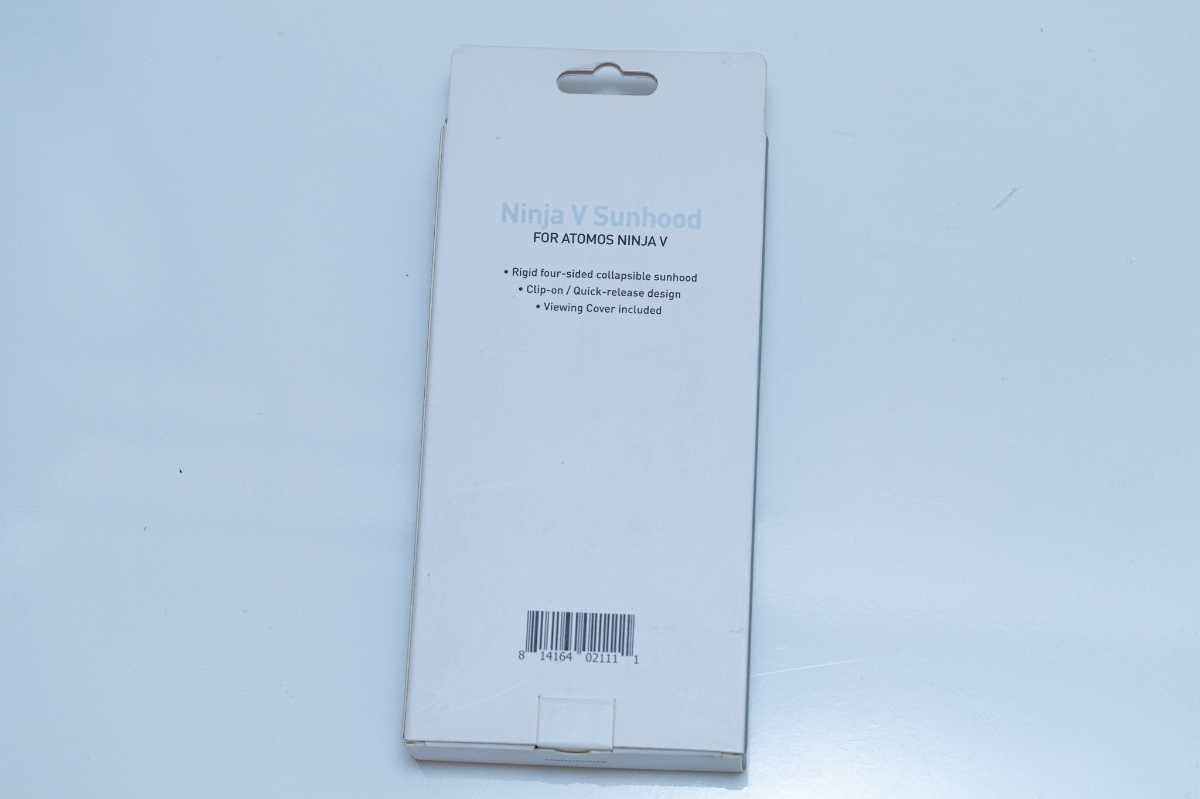 Ninja V Sunhood
FOR ATOMOS NINJA V
• Rigid four-sided collapsible sunhood
• Clip-on / Quick-release design
• Viewing Cover included
8 14164 02111 1